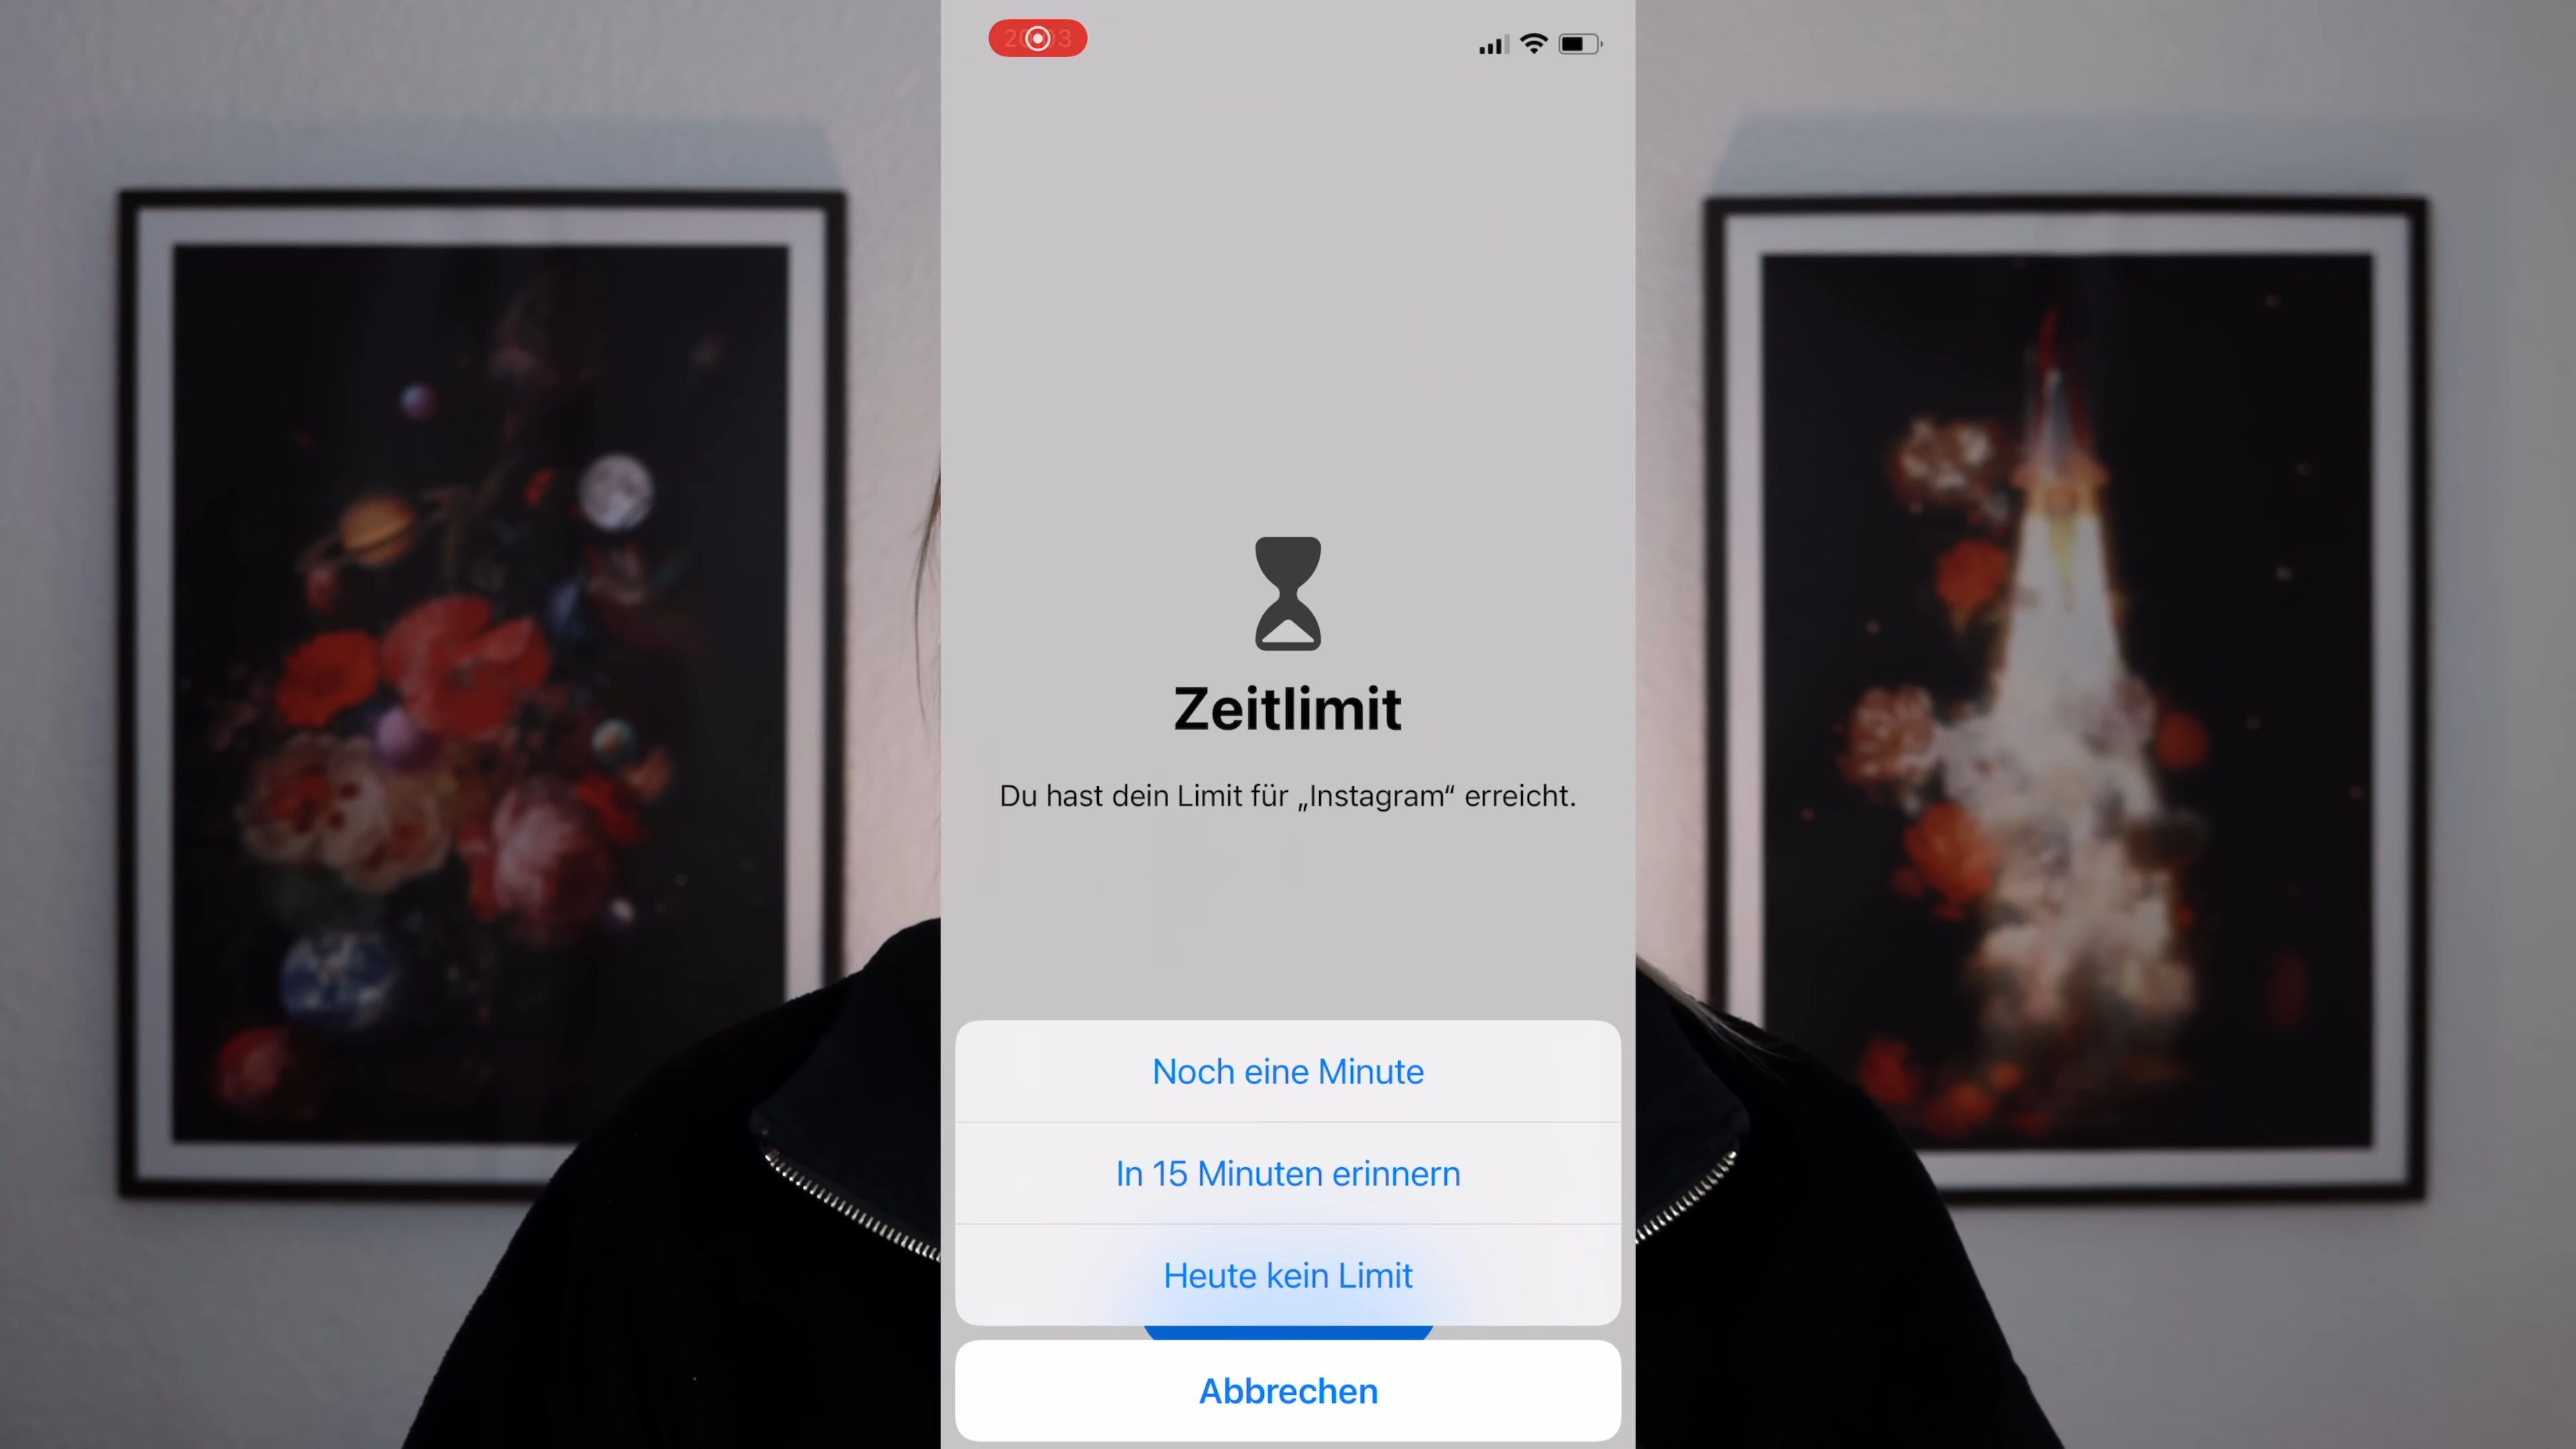 Zeitlimit
Du hast dein Limit für „Instagram“ erreicht.
Noch eine Minute
In 15 Minuten erinnern
Heute kein Limit
Abbrechen